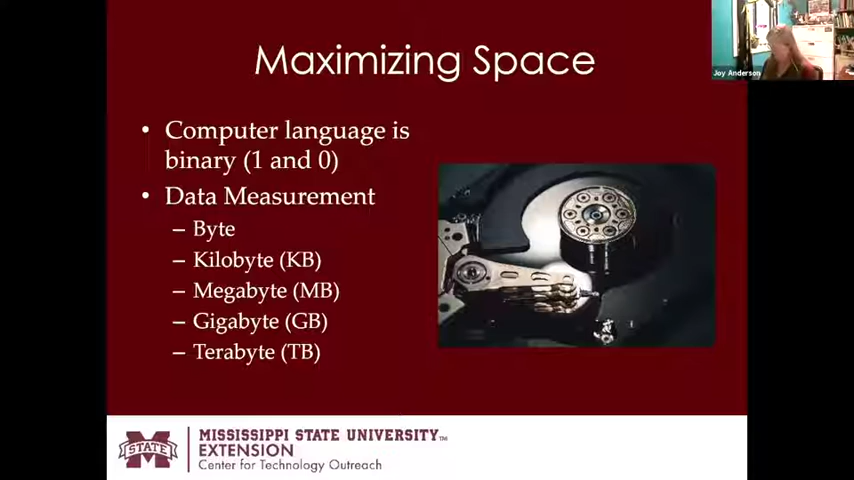 Maximizing Space
Joy Anderson
• Computer language is
binary (1 and 0)
• Data Measurement
– Byte
– Kilobyte (KB)
– Megabyte (MB)
– Gigabyte (GB)
– Terabyte (TB)
STATE
MISSISSIPPI STATE UNIVERSITY™
EXTENSION
Center for Technology Outreach